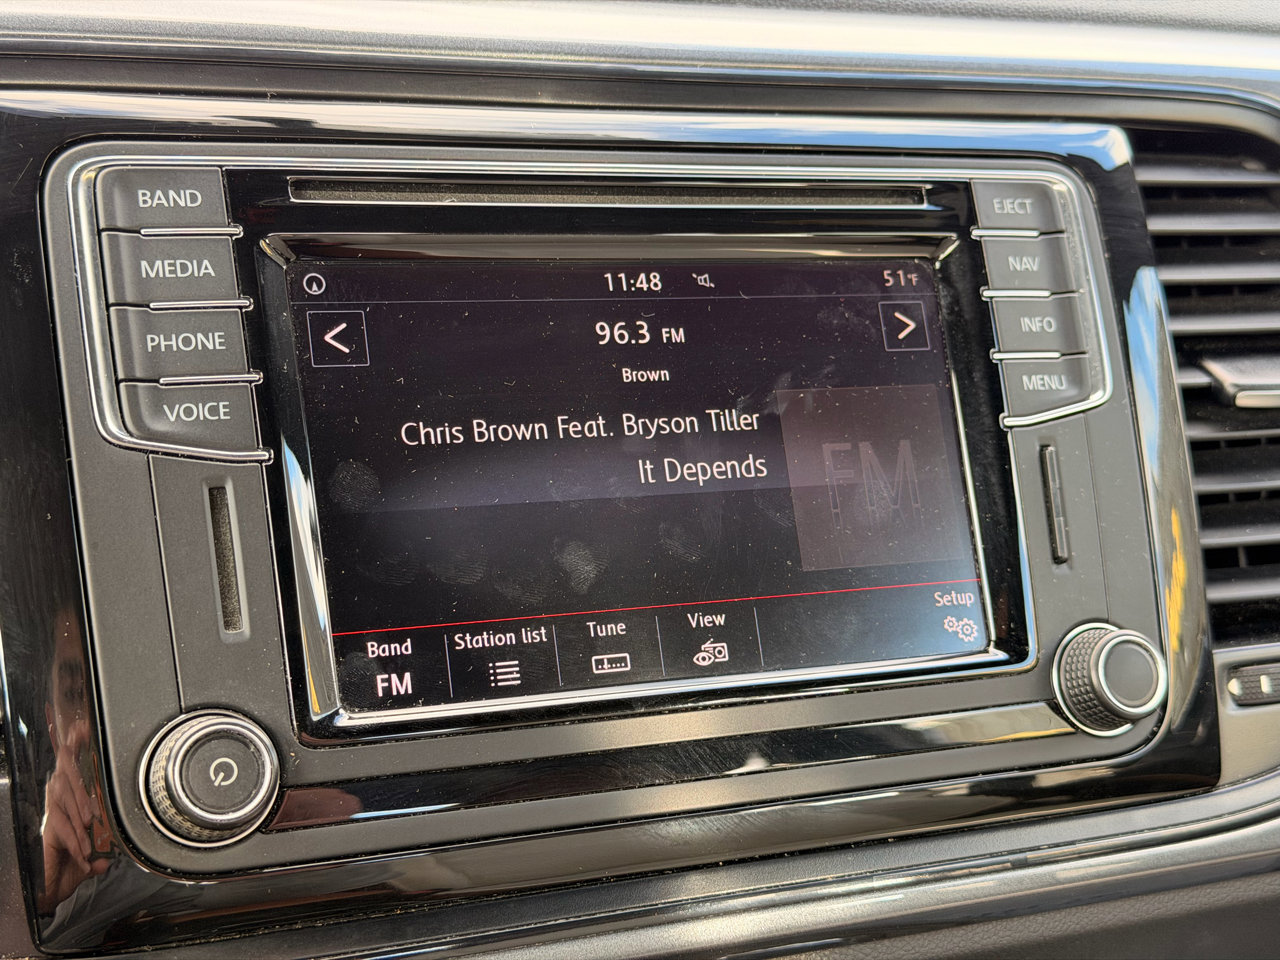 BAND
MEDIA
PHONE
VOICE
EJECT
NAV
INFO
MENU
11:48
51°F
<
96.3 FM
>
Brown
Chris Brown Feat. Bryson Tiller
It Depends
FM
Band
FM
Station list
Tune
View
Setup